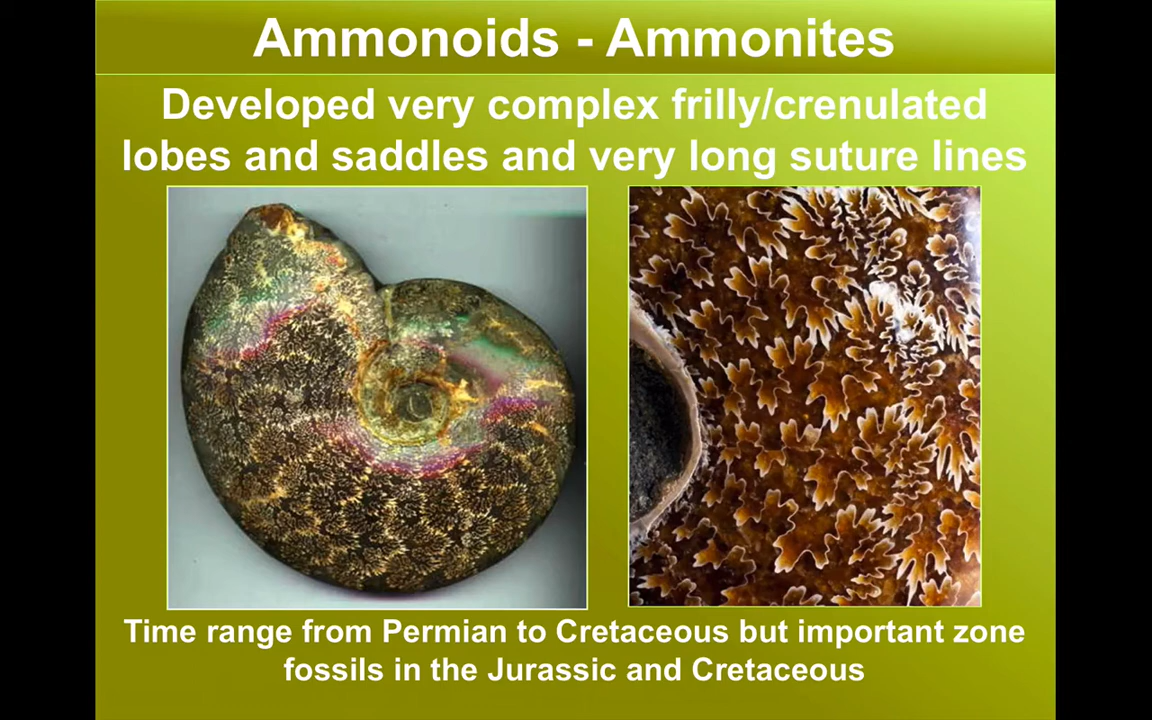 Ammonoids - Ammonites
Developed very complex frilly/crenulated
lobes and saddles and very long suture lines
Time range from Permian to Cretaceous but important zone
fossils in the Jurassic and Cretaceous